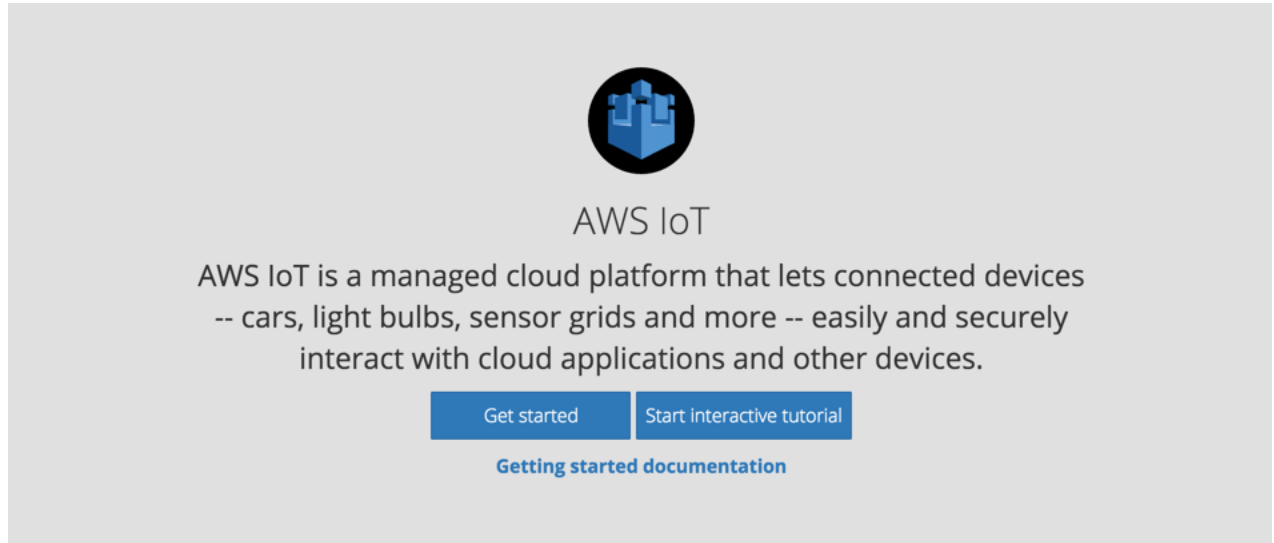 AWS IoT
AWS IoT is a managed cloud platform that lets connected devices
-- cars, light bulbs, sensor grids and more -- easily and securely
interact with cloud applications and other devices.
Get started
Start interactive tutorial
Getting started documentation